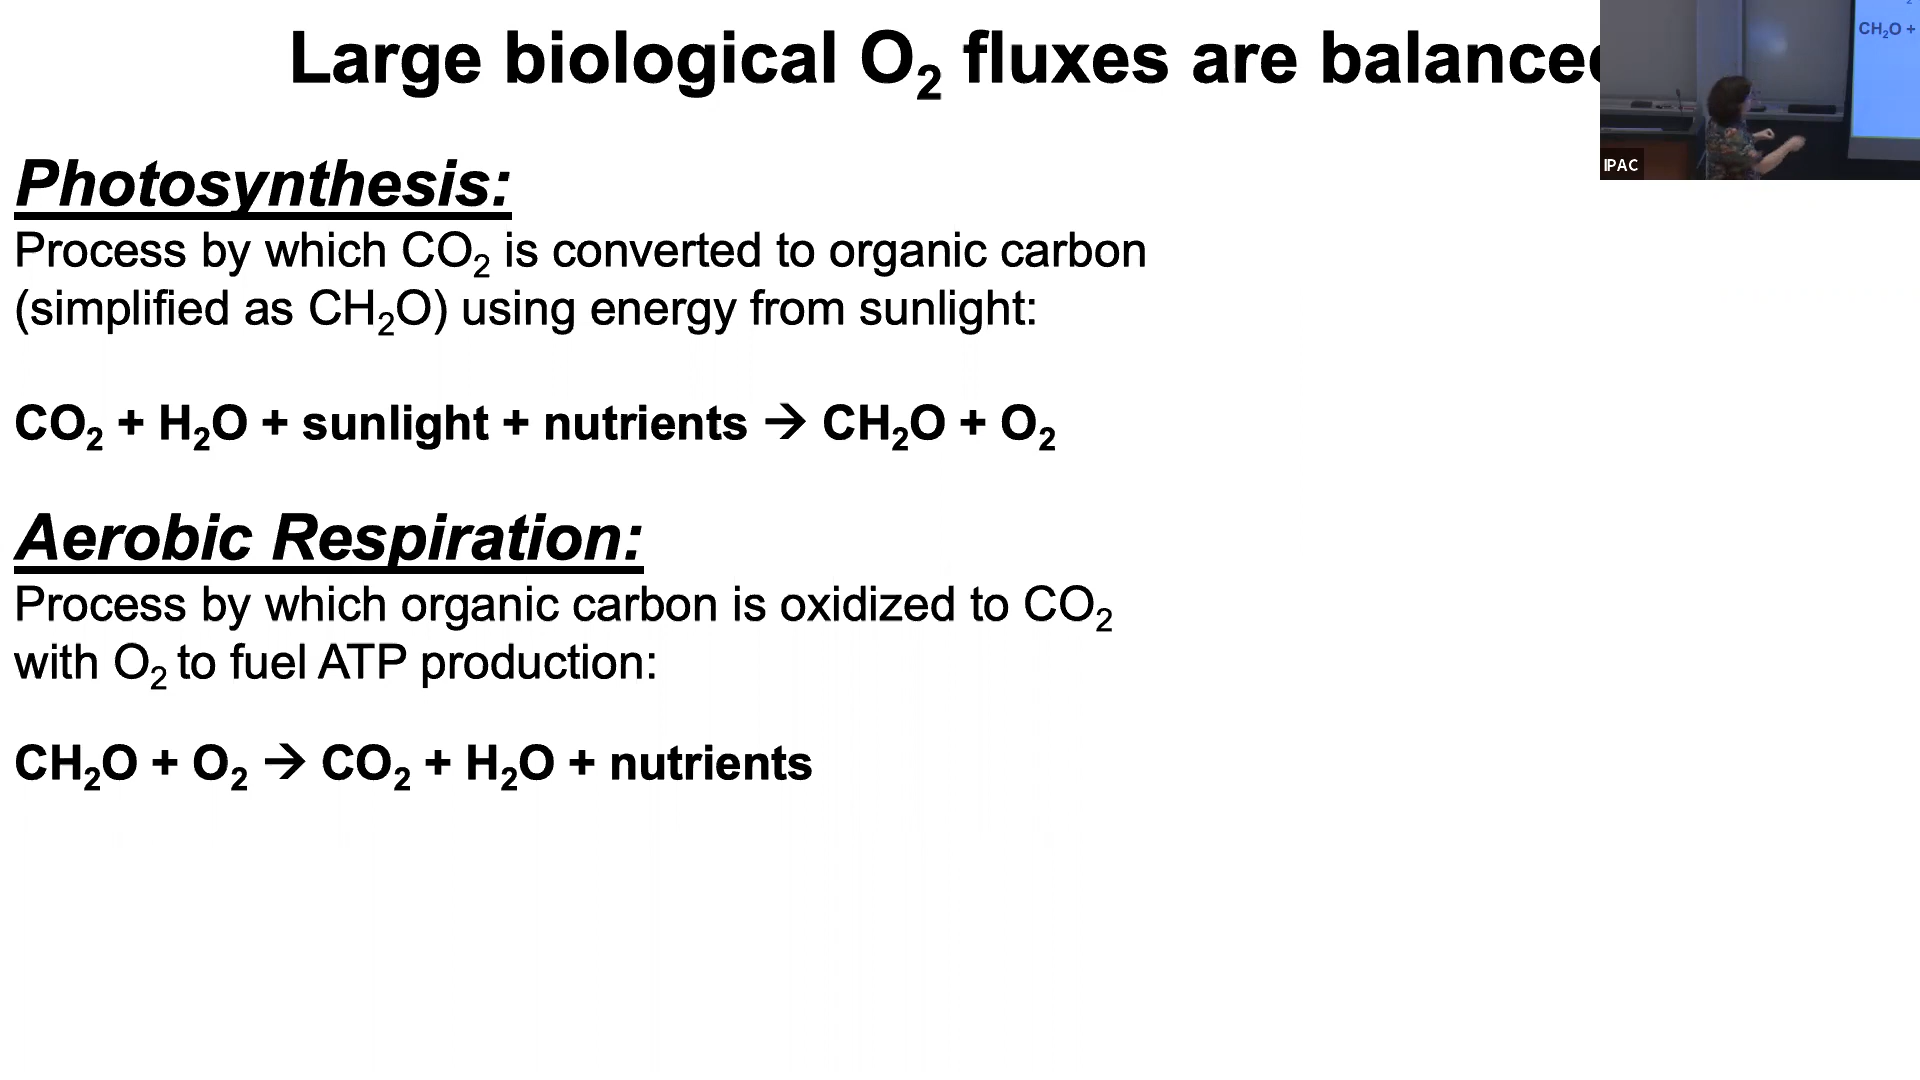 Large biological O₂ fluxes are balanced
Photosynthesis:
Process by which CO₂ is converted to organic carbon
(simplified as CH₂O) using energy from sunlight:
CO₂ + H₂O + sunlight + nutrients → CH₂O + O₂
Aerobic Respiration:
Process by which organic carbon is oxidized to CO₂
with O₂ to fuel ATP production:
CH₂O + O₂ → CO₂ + H₂O + nutrients
CH₂O +
IPAC